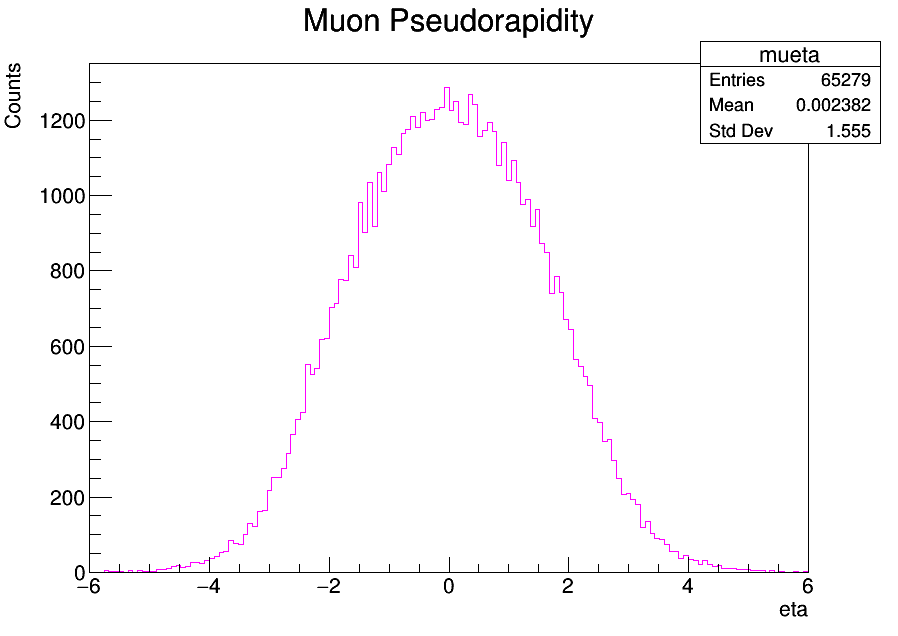 Muon Pseudorapidity
mueta
Entries 65279
Mean 0.002382
Std Dev 1.555
Counts
1200
1000
800
600
400
200
0
−6 −4 −2 0 2 4 6
eta